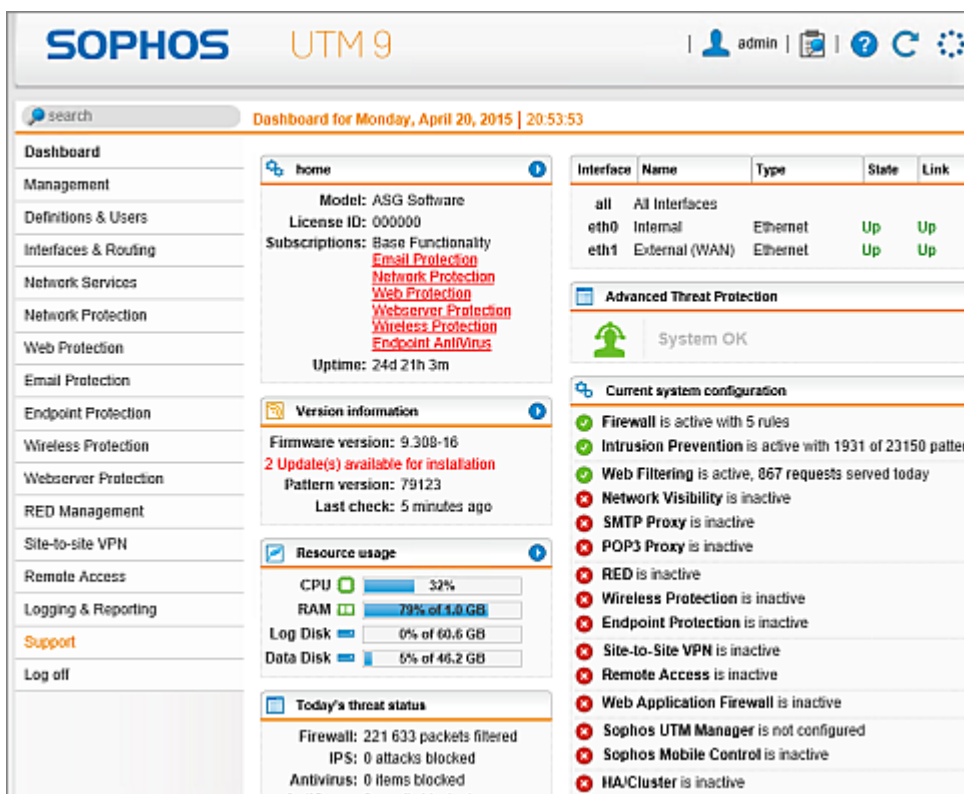 SOPHOS UTM 9
admin
search
Dashboard for Monday, April 20, 2015 | 20:53:53
Dashboard
Management
Definitions & Users
Interfaces & Routing
Network Services
Network Protection
Web Protection
Email Protection
Endpoint Protection
Wireless Protection
Webserver Protection
RED Management
Site-to-site VPN
Remote Access
Logging & Reporting
Support
Log off
home
Model: ASG Software
License ID: 000000
Subscriptions: Base Functionality
Email Protection
Network Protection
Web Protection
Webserver Protection
Wireless Protection
Endpoint AntiVirus
Uptime: 24d 21h 3m
Version information
Firmware version: 9.308-16
2 Update(s) available for installation
Pattern version: 79123
Last check: 5 minutes ago
Resource usage
CPU 32%
RAM 79% of 1.0 GB
Log Disk 0% of 60.6 GB
Data Disk 5% of 46.2 GB
Today's threat status
Firewall: 221 633 packets filtered
IPS: 0 attacks blocked
Antivirus: 0 items blocked
Interface Name Type State Link
all All Interfaces
eth0 Internal Ethernet Up Up
eth1 External (WAN) Ethernet Up Up
Advanced Threat Protection
System OK
Current system configuration
Firewall is active with 5 rules
Intrusion Prevention is active with 1931 of 23150 patter
Web Filtering is active, 867 requests served today
Network Visibility is inactive
SMTP Proxy is inactive
POP3 Proxy is inactive
RED is inactive
Wireless Protection is inactive
Endpoint Protection is inactive
Site-to-Site VPN is inactive
Remote Access is inactive
Web Application Firewall is inactive
Sophos UTM Manager is not configured
Sophos Mobile Control is inactive
HA/Cluster is inactive